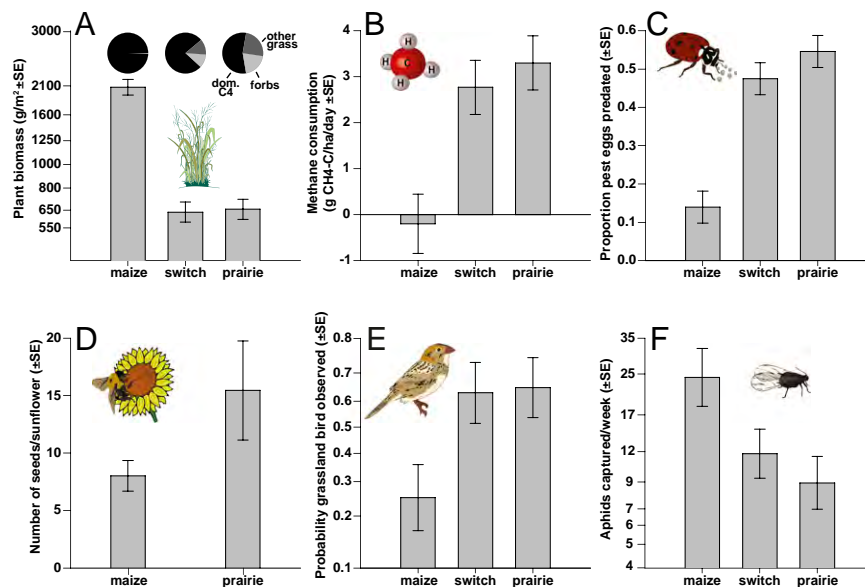 A
Plant biomass (g/m² ±SE)
3000
2100
1600
1250
1000
800
650
550
other
grass
dom.
C4
forbs
maize
switch
prairie
B
Methane consumption
(g CH4-C/ha/day ±SE)
4
3
2
1
0
-1
H
H
C
H
H
maize
switch
prairie
C
Proportion pest eggs predated (±SE)
0.6
0.5
0.4
0.3
0.2
0.1
0.0
maize
switch
prairie
D
Number of seeds/sunflower (±SE)
20
15
10
5
0
maize
prairie
E
Probability grassland bird observed (±SE)
0.8
0.7
0.6
0.5
0.4
0.3
0.2
0.1
maize
switch
prairie
F
Aphids captured/week (±SE)
35
25
17
12
9
7
6
5
4
maize
switch
prairie